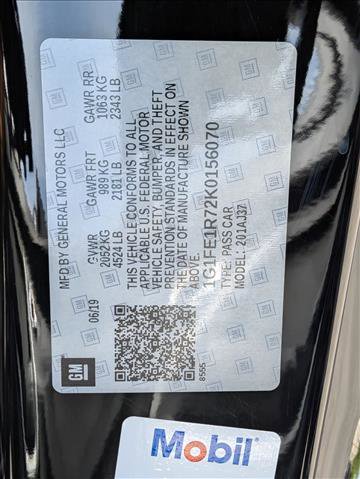 MFD BY GENERAL MOTORS LLC
06/19
GVWR GAWR FRT GAWR RR
2052KG 989 KG 1063 KG
4524 LB 2181 LB 2343 LB
THIS VEHICLE CONFORMS TO ALL
APPLICABLE U.S. FEDERAL MOTOR
VEHICLE SAFETY, BUMPER, AND THEFT
PREVENTION STANDARDS IN EFFECT ON
THE DATE OF MANUFACTURE SHOWN
ABOVE.
1G1FE1R72K0156070
TYPE: PASS CAR
MODEL: 201AJ37
8555
GM
Mobil